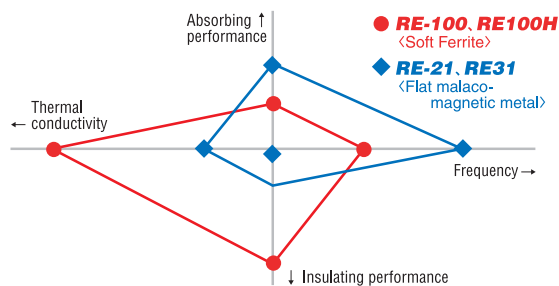 Absorbing ↑
performance
RE-100、RE100H
〈Soft Ferrite〉
RE-21、RE31
〈Flat malaco-
magnetic metal〉
Thermal
← conductivity
Frequency→
↓ Insulating performance